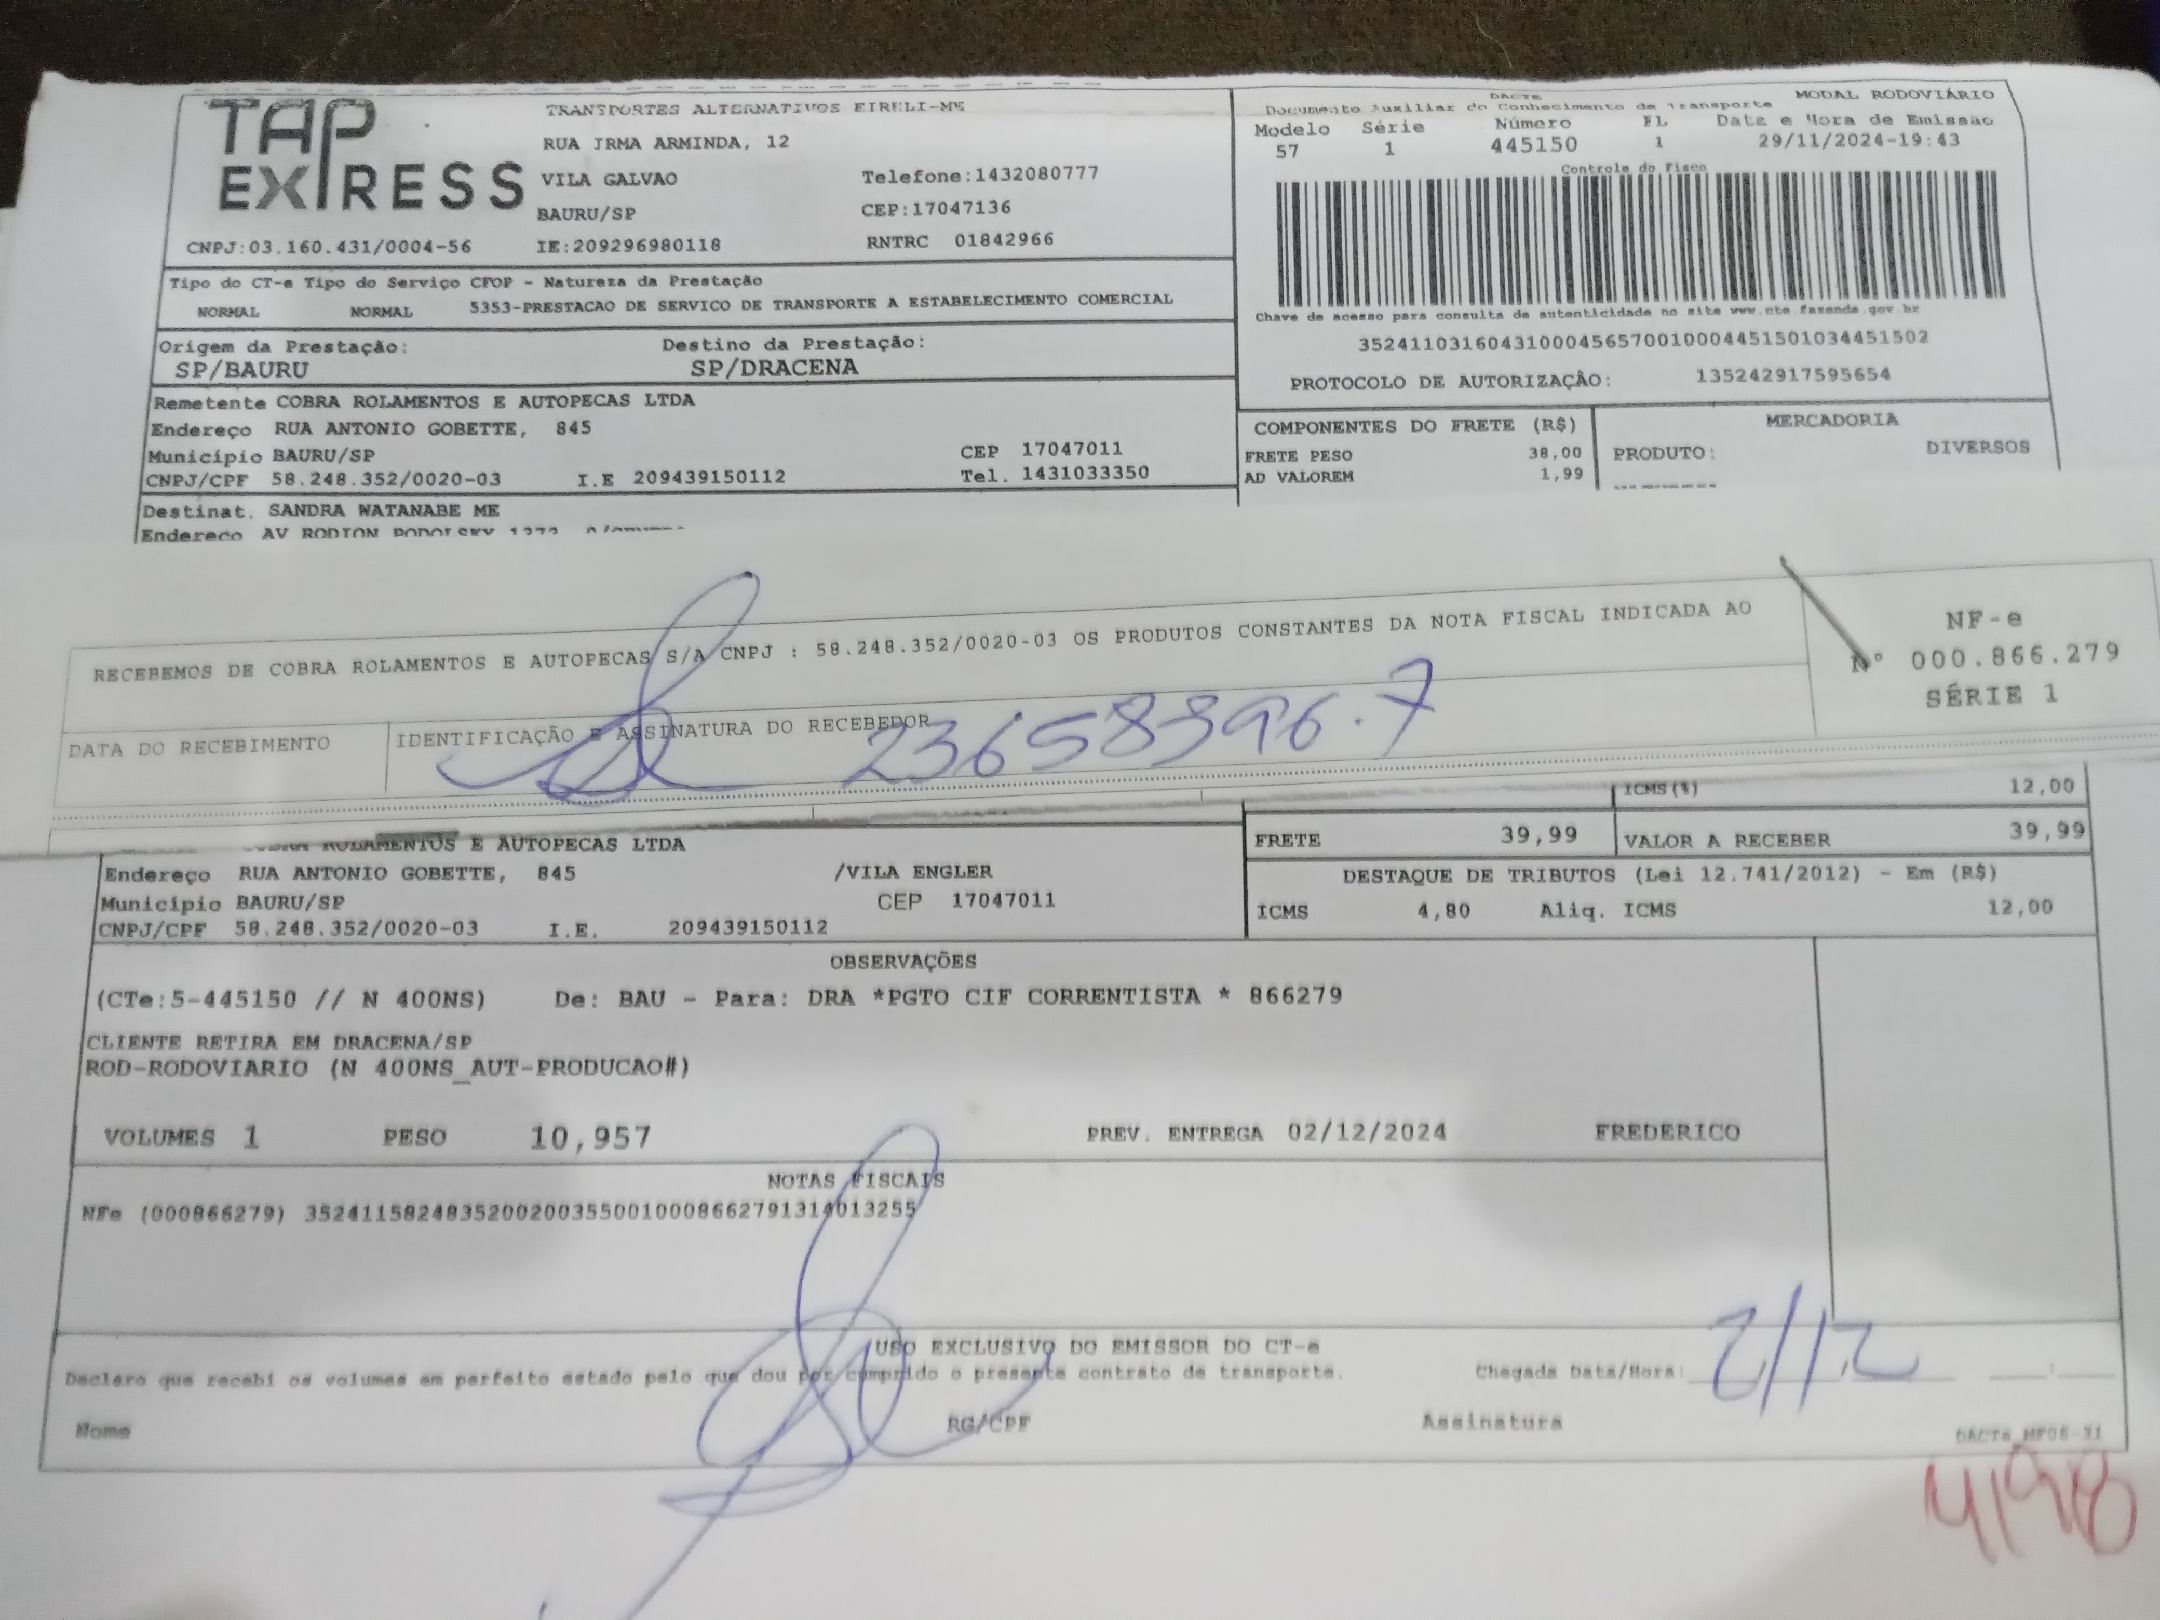 TAP EXPRESS
TRANSPORTES ALTERNATIVOS EIRELI-MS
RUA IRMA ARMINDA, 12
VILA GALVAO Telefone:1432080777
BAURU/SP CEP:17047136
CNPJ:03.160.431/0004-56 IE:209296980118 RNTRC 01842966
DACTE MODAL RODOVIÁRIO
Documento Auxiliar do Conhecimento de Transporte
Modelo Série Número FL Data e Hora de Emissão
57 1 445150 1 29/11/2024-19:43
Controle do Fisco
Chave de acesso para consulta de autenticidade no site www.cte.fazenda.gov.br
35241103160431000456570010004451501034451502
PROTOCOLO DE AUTORIZAÇÃO: 135242917595654
Tipo do CT-e Tipo do Serviço CFOP - Natureza da Prestação
NORMAL NORMAL 5353-PRESTACAO DE SERVICO DE TRANSPORTE A ESTABELECIMENTO COMERCIAL
Origem da Prestação: Destino da Prestação:
SP/BAURU SP/DRACENA
Remetente COBRA ROLAMENTOS E AUTOPECAS LTDA
Endereço RUA ANTONIO GOBETTE, 845
Município BAURU/SP CEP 17047011
CNPJ/CPF 58.248.352/0020-03 I.E 209439150112 Tel. 1431033350
COMPONENTES DO FRETE (R$) MERCADORIA
FRETE PESO 38,00 PRODUTO: DIVERSOS
AD VALOREM 1,99
Destinat. SANDRA WATANABE ME
Endereço AV RODION PODOLSKY 1272
RECEBEMOS DE COBRA ROLAMENTOS E AUTOPECAS S/A CNPJ : 58.248.352/0020-03 OS PRODUTOS CONSTANTES DA NOTA FISCAL INDICADA AO
NF-e
Nº 000.866.279
SÉRIE 1
DATA DO RECEBIMENTO IDENTIFICAÇÃO E ASSINATURA DO RECEBEDOR
23658396.7
ICMS(%) 12,00
COBRA ROLAMENTOS E AUTOPECAS LTDA
FRETE 39,99 VALOR A RECEBER 39,99
Endereço RUA ANTONIO GOBETTE, 845 /VILA ENGLER
Município BAURU/SP CEP 17047011
CNPJ/CPF 58.248.352/0020-03 I.E. 209439150112
DESTAQUE DE TRIBUTOS (Lei 12.741/2012) - Em (R$)
ICMS 4,80 Aliq. ICMS 12,00
OBSERVAÇÕES
(CTe:5-445150 // N 400NS) De: BAU - Para: DRA *PGTO CIF CORRENTISTA * 866279
CLIENTE RETIRA EM DRACENA/SP
ROD-RODOVIARIO (N 400NS_AUT-PRODUCAO#)
VOLUMES 1 PESO 10,957 PREV. ENTREGA 02/12/2024 FREDERICO
NOTAS FISCAIS
NFe (000866279) 35241158248352002003550010008662791314013255
USO EXCLUSIVO DO EMISSOR DO CT-e
Declaro que recebi os volumes em perfeito estado pelo que dou por cumprido o presente contrato de transporte. Chegada Data/Hora: 2/12
Nome RG/CPF Assinatura